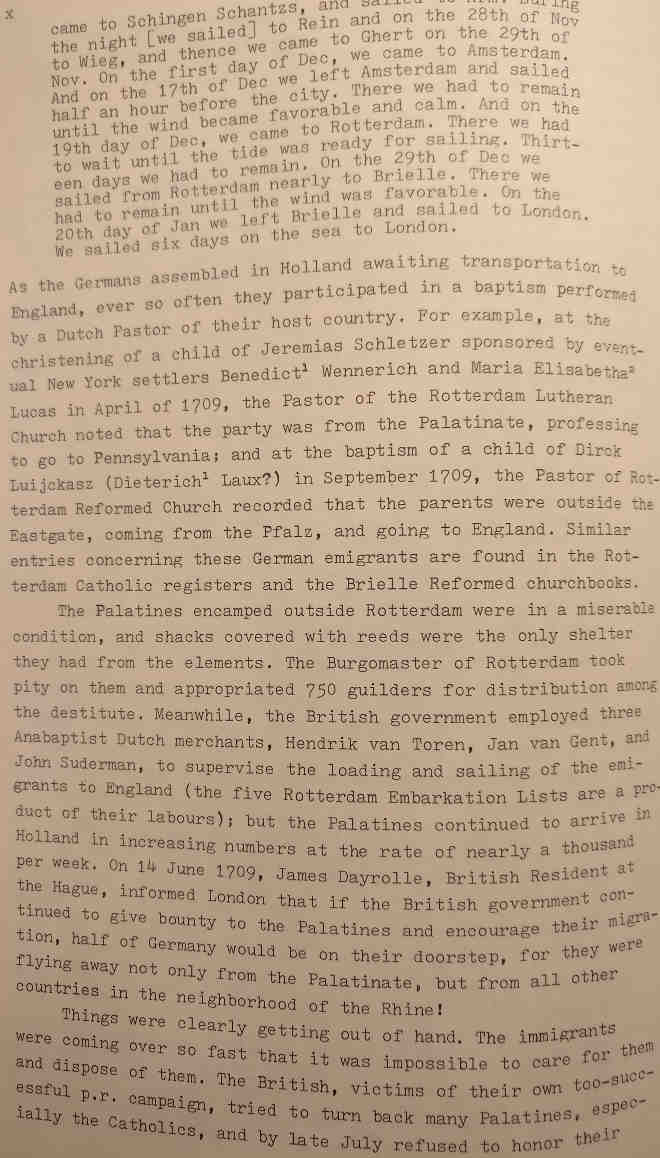 x
came to Schingen Schantzs, and
the night [we sailed] to Rein and on the 28th of Nov
to Wieg, and thence we came to Ghert on the 29th of
Nov. On the first day of Dec, we came to Amsterdam.
And on the 17th of Dec we left Amsterdam and sailed
half an hour before the city. There we had to remain
until the wind became favorable and calm. And on the
19th day of Dec, we came to Rotterdam. There we had
to wait until the tide was ready for sailing. Thirt-
een days we had to remain. On the 29th of Dec we
sailed from Rotterdam nearly to Brielle. There we
had to remain until the wind was favorable. On the
20th day of Jan we left Brielle and sailed to London.
We sailed six days on the sea to London.
As the Germans assembled in Holland awaiting transportation to
England, ever so often they participated in a baptism performed
by a Dutch Pastor of their host country. For example, at the
christening of a child of Jeremias Schletzer sponsored by event-
ual New York settlers Benedict¹ Wennerich and Maria Elisabetha²
Lucas in April of 1709, the Pastor of the Rotterdam Lutheran
Church noted that the party was from the Palatinate, professing
to go to Pennsylvania; and at the baptism of a child of Dirck
Luijckasz (Dieterich¹ Laux?) in September 1709, the Pastor of Rot-
terdam Reformed Church recorded that the parents were outside the
Eastgate, coming from the Pfalz, and going to England. Similar
entries concerning these German emigrants are found in the Rot-
terdam Catholic registers and the Brielle Reformed churchbooks.
The Palatines encamped outside Rotterdam were in a miserable
condition, and shacks covered with reeds were the only shelter
they had from the elements. The Burgomaster of Rotterdam took
pity on them and appropriated 750 guilders for distribution among
the destitute. Meanwhile, the British government employed three
Anabaptist Dutch merchants, Hendrik van Toren, Jan van Gent, and
John Suderman, to supervise the loading and sailing of the emi-
grants to England (the five Rotterdam Embarkation Lists are a pro-
duct of their labours); but the Palatines continued to arrive in
Holland in increasing numbers at the rate of nearly a thousand
per week. On 14 June 1709, James Dayrolle, British Resident at
the Hague, informed London that if the British government con-
tinued to give bounty to the Palatines and encourage their migra-
tion, half of Germany would be on their doorstep, for they were
flying away not only from the Palatinate, but from all other
countries in the neighborhood of the Rhine!
Things were clearly getting out of hand. The immigrants
were coming over so fast that it was impossible to care for them
and dispose of them. The British, victims of their own too-succ-
essful p.r. campaign, tried to turn back many Palatines, espec-
ially the Catholics, and by late July refused to honor their